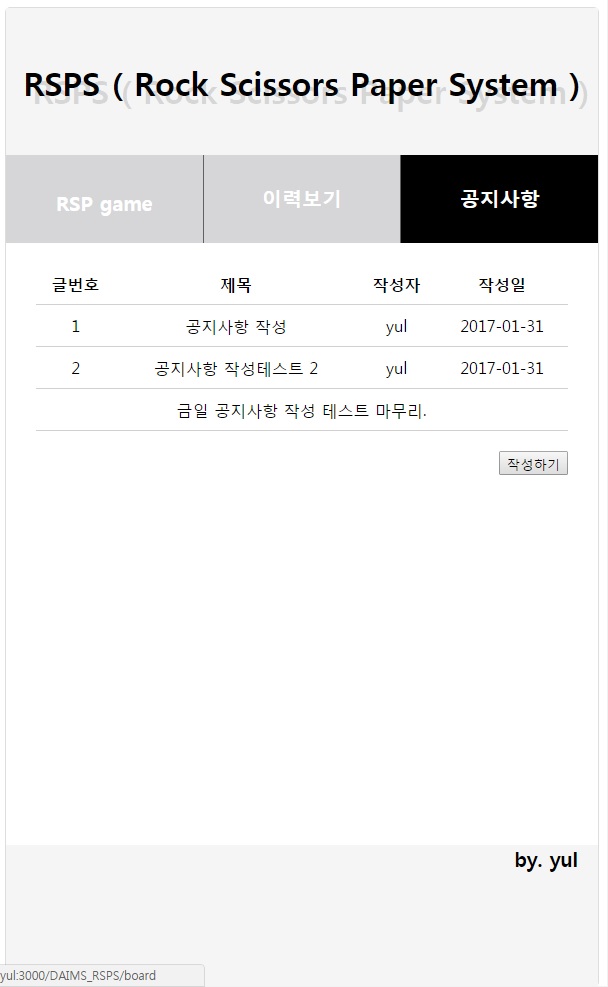 RSPS ( Rock Scissors Paper System )
RSP game 이력보기 공지사항
글번호 제목 작성자 작성일
1 공지사항 작성 yul 2017-01-31
2 공지사항 작성테스트 2 yul 2017-01-31
금일 공지사항 작성 테스트 마무리.
작성하기
by. yul
yul:3000/DAIMS_RSPS/board